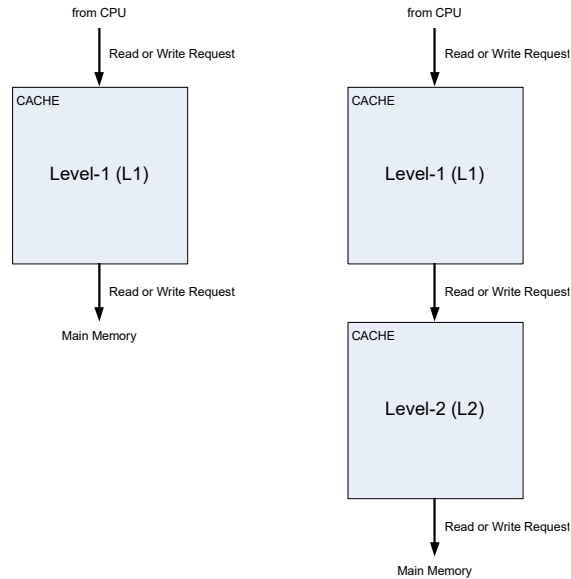 from CPU
Read or Write Request
CACHE
Level-1 (L1)
Read or Write Request
Main Memory
from CPU
Read or Write Request
CACHE
Level-1 (L1)
Read or Write Request
CACHE
Level-2 (L2)
Read or Write Request
Main Memory